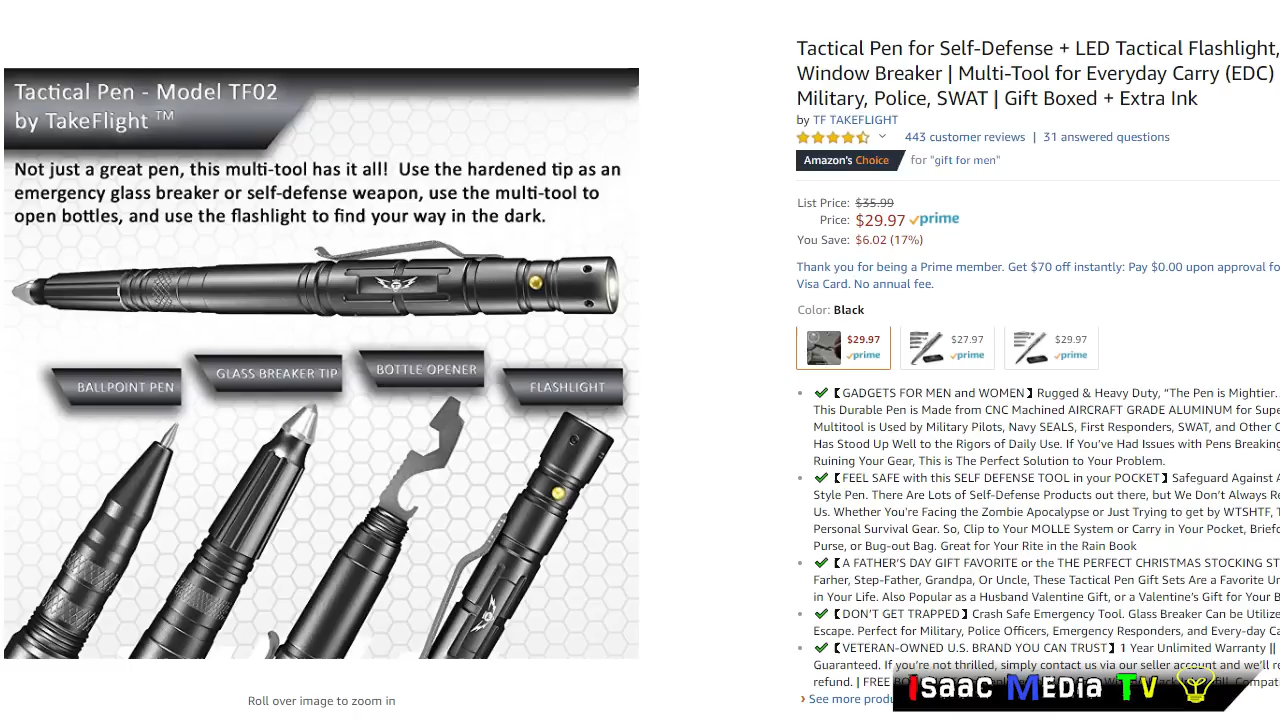 Tactical Pen - Model TF02
by TakeFlight ™
Not just a great pen, this multi-tool has it all! Use the hardened tip as an
emergency glass breaker or self-defense weapon, use the multi-tool to
open bottles, and use the flashlight to find your way in the dark.
BALLPOINT PEN
GLASS BREAKER TIP
BOTTLE OPENER
FLASHLIGHT
Roll over image to zoom in
Tactical Pen for Self-Defense + LED Tactical Flashlight,
Window Breaker | Multi-Tool for Everyday Carry (EDC)
Military, Police, SWAT | Gift Boxed + Extra Ink
by TF TAKEFLIGHT
443 customer reviews | 31 answered questions
Amazon's Choice for "gift for men"
List Price: $35.99
Price: $29.97 prime
You Save: $6.02 (17%)
Thank you for being a Prime member. Get $70 off instantly: Pay $0.00 upon approval fo
Visa Card. No annual fee.
Color: Black
$29.97 $27.97 $29.97
prime prime prime
【GADGETS FOR MEN and WOMEN】Rugged & Heavy Duty, “The Pen is Mightier.
This Durable Pen is Made from CNC Machined AIRCRAFT GRADE ALUMINUM for Supe
Multitool is Used by Military Pilots, Navy SEALS, First Responders, SWAT, and Other C
Has Stood Up Well to the Rigors of Daily Use. If You’ve Had Issues with Pens Breaking
Ruining Your Gear, This is The Perfect Solution to Your Problem.
【FEEL SAFE with this SELF DEFENSE TOOL in your POCKET】Safeguard Against A
Style Pen. There Are Lots of Self-Defense Products out there, but We Don’t Always Re
Us. Whether You’re Facing the Zombie Apocalypse or Just Trying to get by WTSHTF, T
Personal Survival Gear. So, Clip to Your MOLLE System or Carry in Your Pocket, Briefc
Purse, or Bug-out Bag. Great for Your Rite in the Rain Book
【A FATHER’S DAY GIFT FAVORITE or the THE PERFECT CHRISTMAS STOCKING ST
Farher, Step-Father, Grandpa, Or Uncle, These Tactical Pen Gift Sets Are a Favorite Un
in Your Life. Also Popular as a Husband Valentine Gift, or a Valentine’s Gift for Your B
【DON’T GET TRAPPED】Crash Safe Emergency Tool. Glass Breaker Can be Utilize
Escape. Perfect for Military, Police Officers, Emergency Responders, and Every-day Ca
【VETERAN-OWNED U.S. BRAND YOU CAN TRUST】1 Year Unlimited Warranty ||
Guaranteed. If you’re not thrilled, simply contact us via our seller account and we’ll re
refund. | FREE
› See more produ
Isaac Media Tv